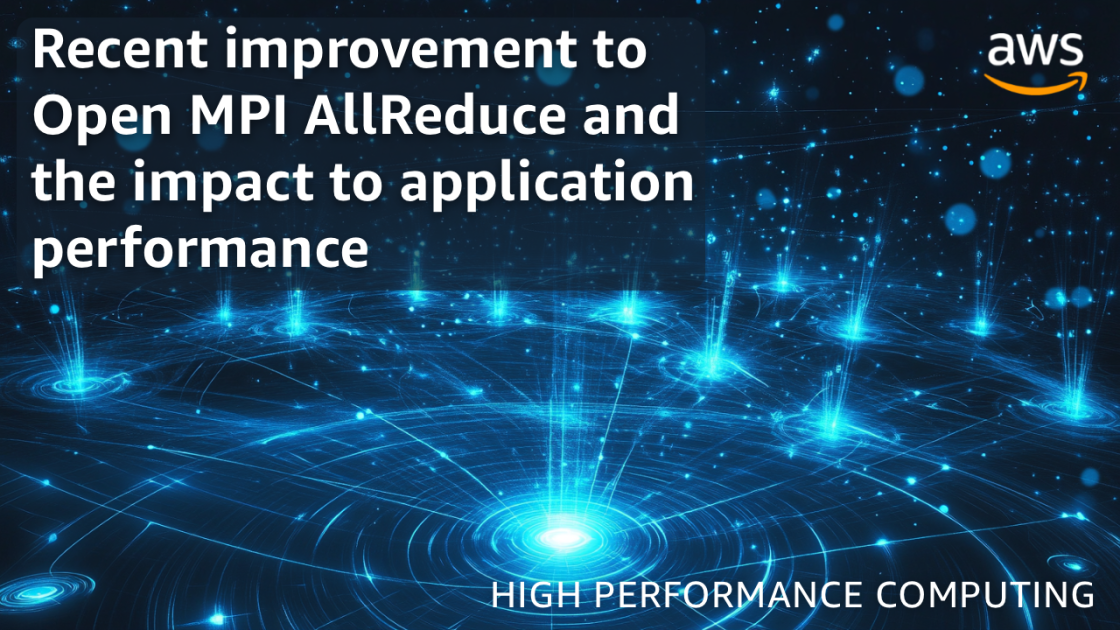 Recent improvement to
Open MPI AllReduce and
the impact to application
performance
aws
HIGH PERFORMANCE COMPUTING